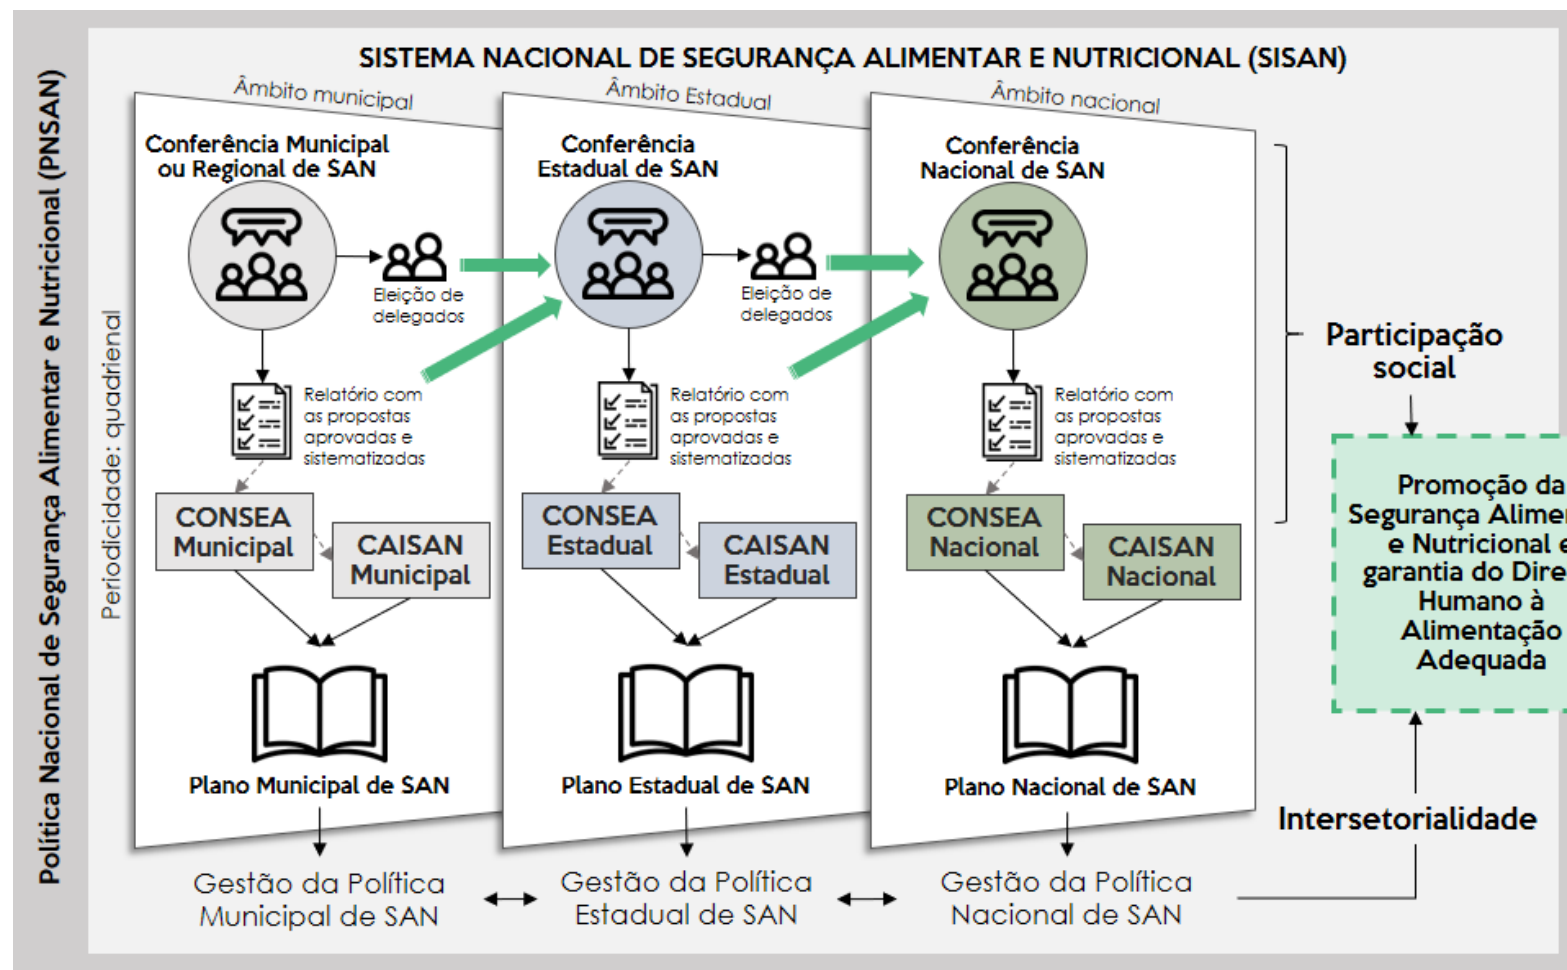 SISTEMA NACIONAL DE SEGURANÇA ALIMENTAR E NUTRICIONAL (SISAN)
Política Nacional de Segurança Alimentar e Nutricional (PNSAN)
Periodicidade: quadrienal
Âmbito municipal
Conferência Municipal
ou Regional de SAN
Eleição de
delegados
Relatório com
as propostas
aprovadas e
sistematizadas
CONSEA
Municipal
CAISAN
Municipal
Plano Municipal de SAN
Gestão da Política
Municipal de SAN
Âmbito Estadual
Conferência
Estadual de SAN
Eleição de
delegados
Relatório com
as propostas
aprovadas e
sistematizadas
CONSEA
Estadual
CAISAN
Estadual
Plano Estadual de SAN
Gestão da Política
Estadual de SAN
Âmbito nacional
Conferência
Nacional de SAN
Relatório com
as propostas
aprovadas e
sistematizadas
CONSEA
Nacional
CAISAN
Nacional
Plano Nacional de SAN
Gestão da Política
Nacional de SAN
Participação
social
Promoção da
Segurança
e Nutricional e
garantia do
Humano à
Alimentação
Adequada
Intersetorialidade